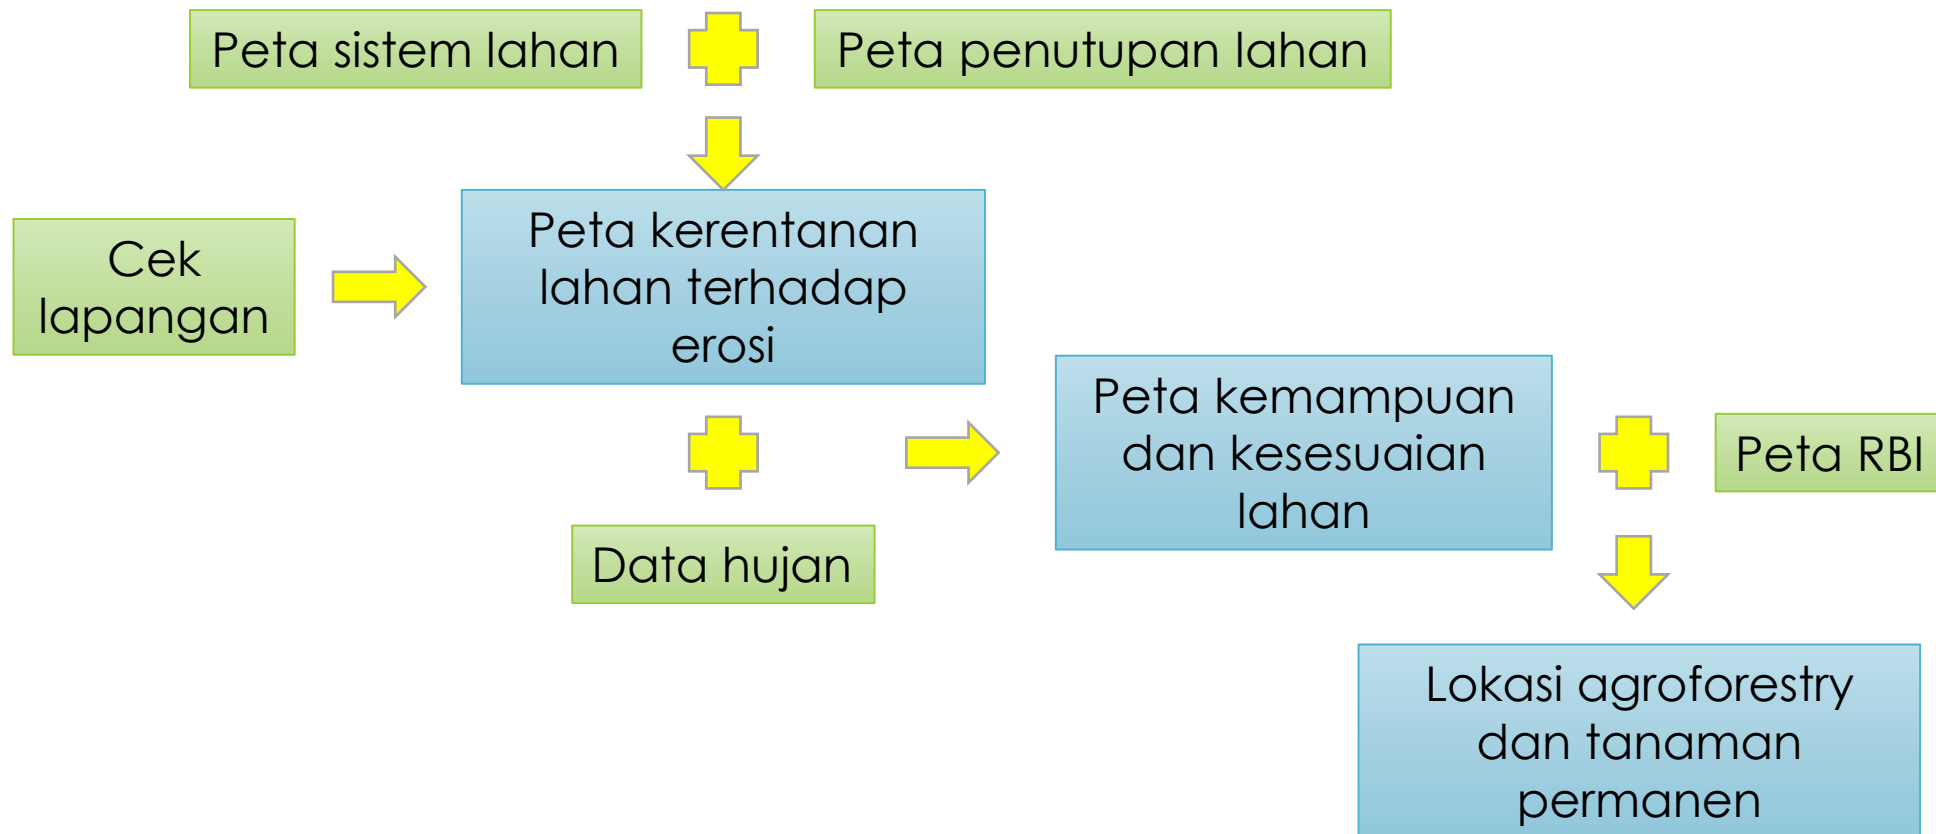 Peta sistem lahan
Peta penutupan lahan
Cek
lapangan
Peta kerentanan
lahan terhadap
erosi
Data hujan
Peta kemampuan
dan kesesuaian
lahan
Peta RBI
Lokasi agroforestry
dan tanaman
permanen